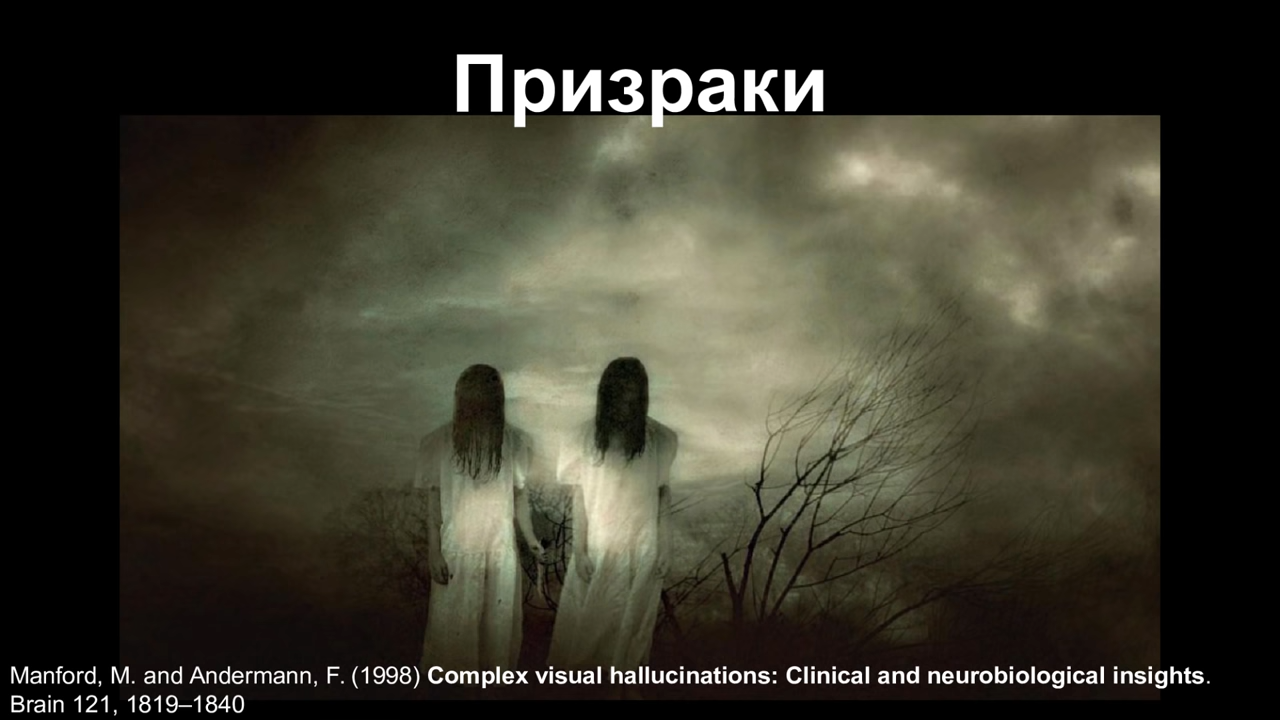 Призраки
Manford, M. and Andermann, F. (1998) Complex visual hallucinations: Clinical and neurobiological insights.
Brain 121, 1819–1840